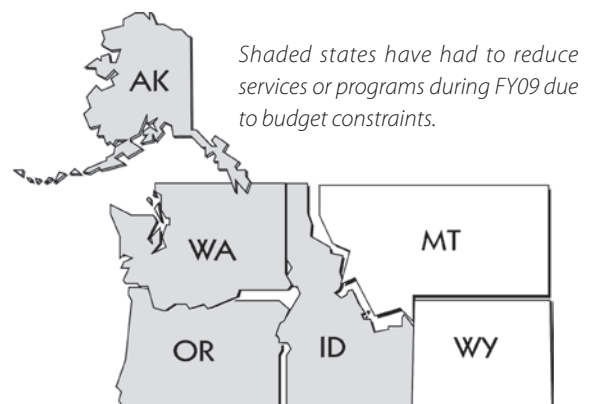 Shaded states have had to reduce
AK
services or programs during FY09 due
to budget constraints.
WA
MT
OR
ID
WY